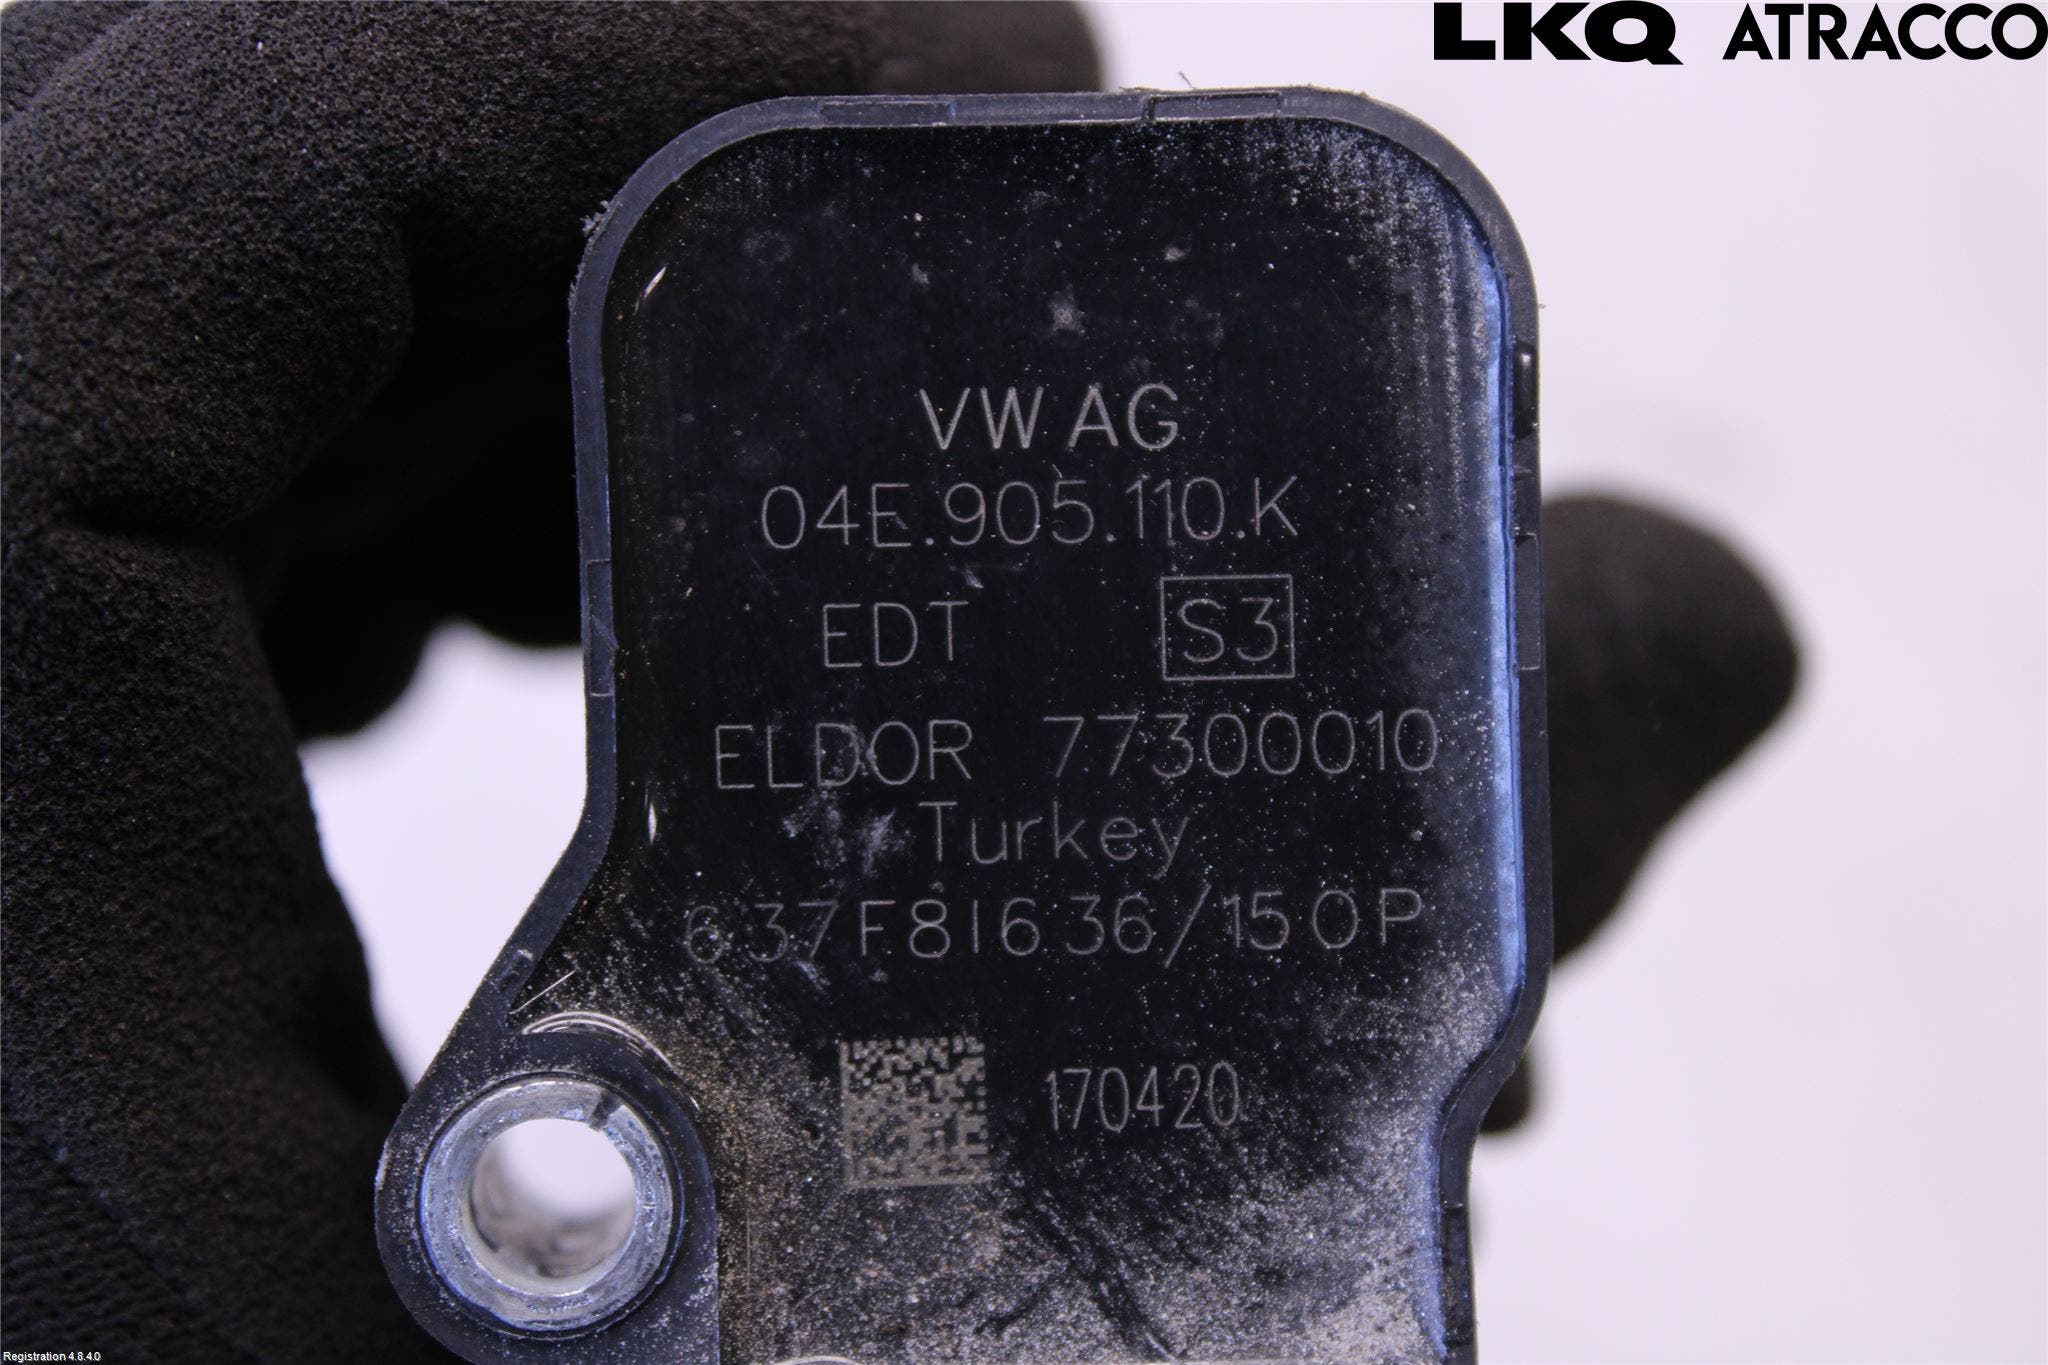 LKQ ATRACCO
VW AG
04E.905.110.K
EDT S3
ELDOR 77300010
Turkey
637F81636/150P
170420
Registration 4.8.4.0